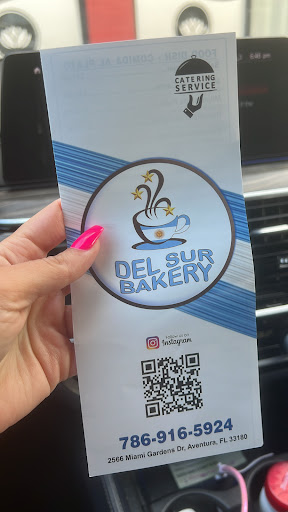 CATERING
SERVICE
DEL SUR
BAKERY
Instagram
786-916-5924
2566 Miami Gardens Dr, Aventura, FL 33180